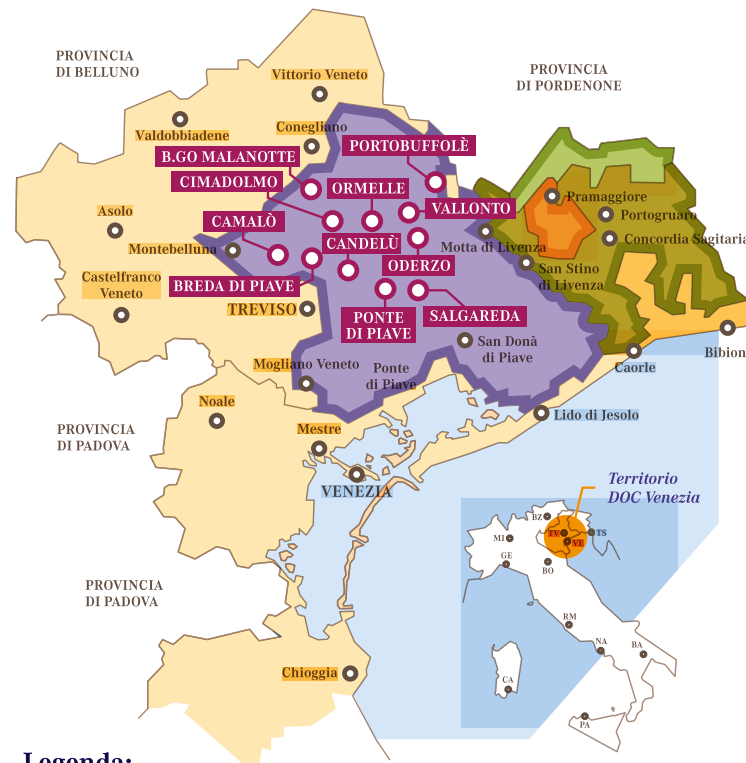 PROVINCIA
DI BELLUNO
Vittorio Veneto
PROVINCIA
DI PORDENONE
Valdobbiadene
Conegliano
PORTOBUFFOLÈ
B.GO MALANOTTE
CIMADOLMO
ORMELLE
Pramaggiore
Asolo
CAMALÒ
VALLONTO
Portogruaro
Montebelluna
CANDELÙ
Motta di Livenza
Concordia Sagitaria
ODERZO
Castelfranco
Veneto
BREDA DI PIAVE
San Stino
di Livenza
TREVISO
PONTE
DI PIAVE
SALGAREDA
San Donà
di Piave
Bibion
Mogliano Veneto
Ponte
di Piave
Caorle
Noale
Lido di Jesolo
PROVINCIA
DI PADOVA
Mestre
VENEZIA
Territorio
DOC Venezia
BZ
TV
TS
MI
VE
GE
BO
PROVINCIA
DI PADOVA
RM
NA
BA
Chioggia
CA
PA
Legenda: